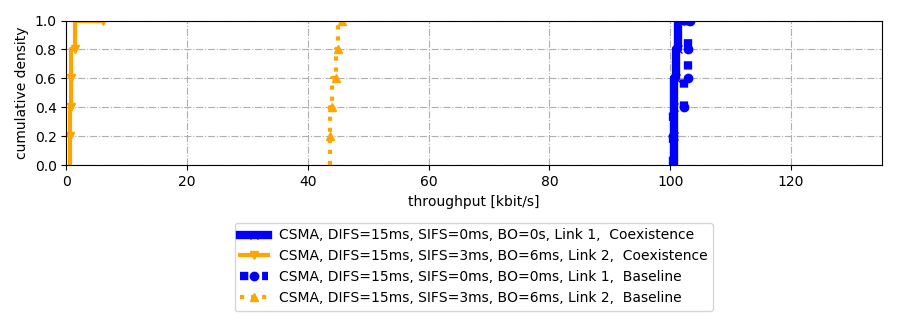 1.0
0.8
0.6
0.4
0.2
0.0
cumulative density
0 20 40 60 80 100 120
throughput [kbit/s]
CSMA, DIFS=15ms, SIFS=0ms, BO=0s, Link 1,  Coexistence
CSMA, DIFS=15ms, SIFS=3ms, BO=6ms, Link 2,  Coexistence
CSMA, DIFS=15ms, SIFS=0ms, BO=0ms, Link 1,  Baseline
CSMA, DIFS=15ms, SIFS=3ms, BO=6ms, Link 2,  Baseline